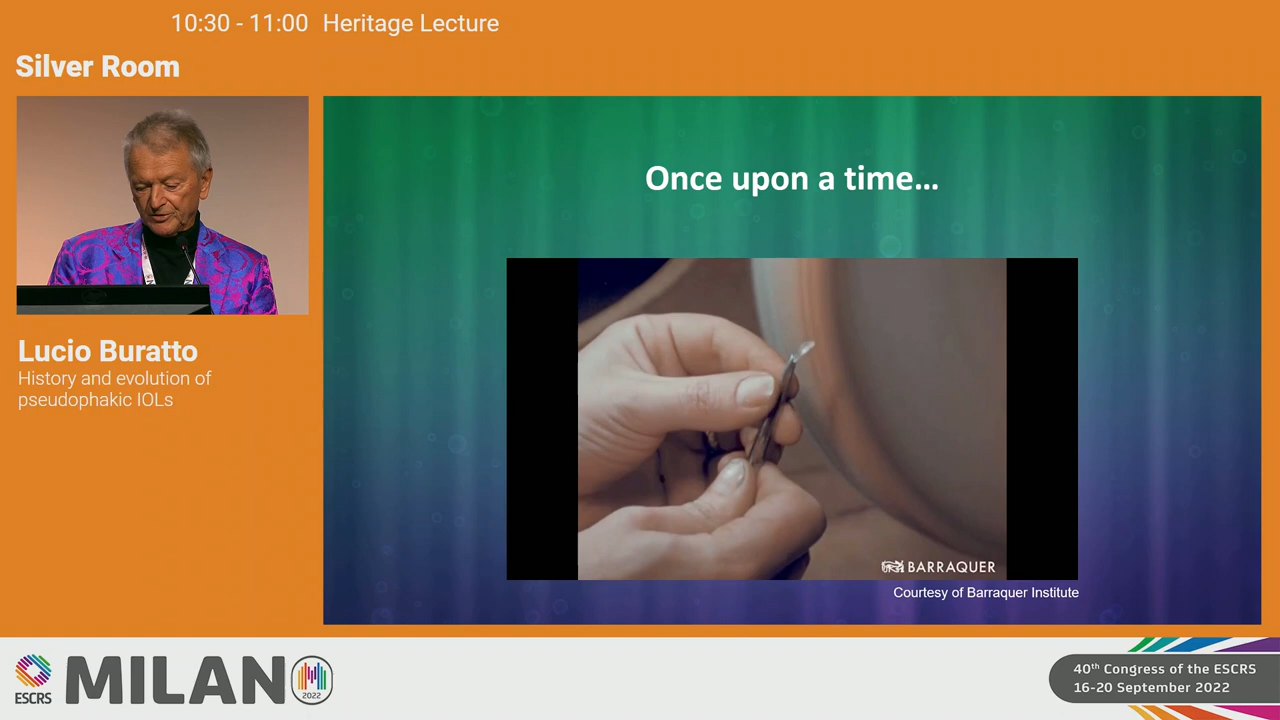 10:30 - 11:00 Heritage Lecture
Silver Room
Lucio Buratto
History and evolution of
pseudophakic IOLs
Once upon a time…
BARRAQUER
Courtesy of Barraquer Institute
ESCRS
MILANO
2022
40th Congress of the ESCRS
16-20 September 2022